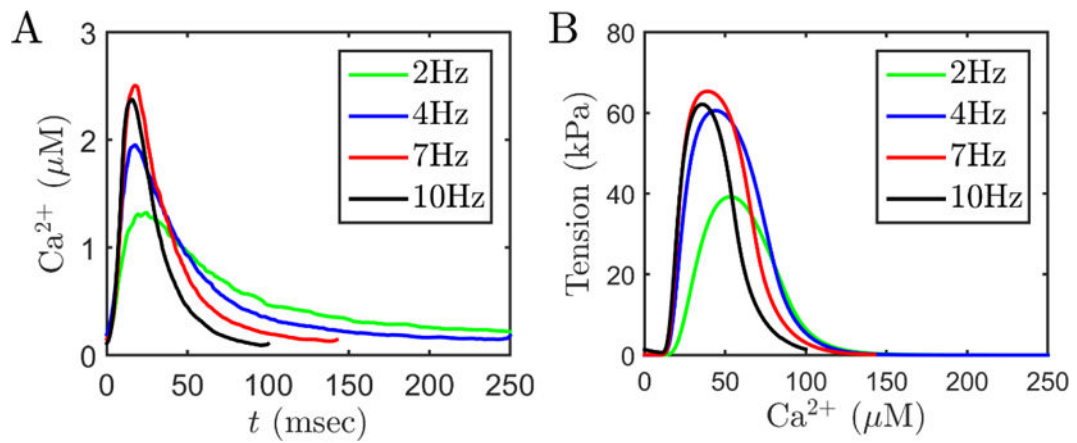 A
3
2
1
0
0 50 100 150 200 250
Ca²⁺ (μM)
t (msec)
2Hz
4Hz
7Hz
10Hz
B
80
60
40
20
0
0 50 100 150 200 250
Tension (kPa)
Ca²⁺ (μM)
2Hz
4Hz
7Hz
10Hz